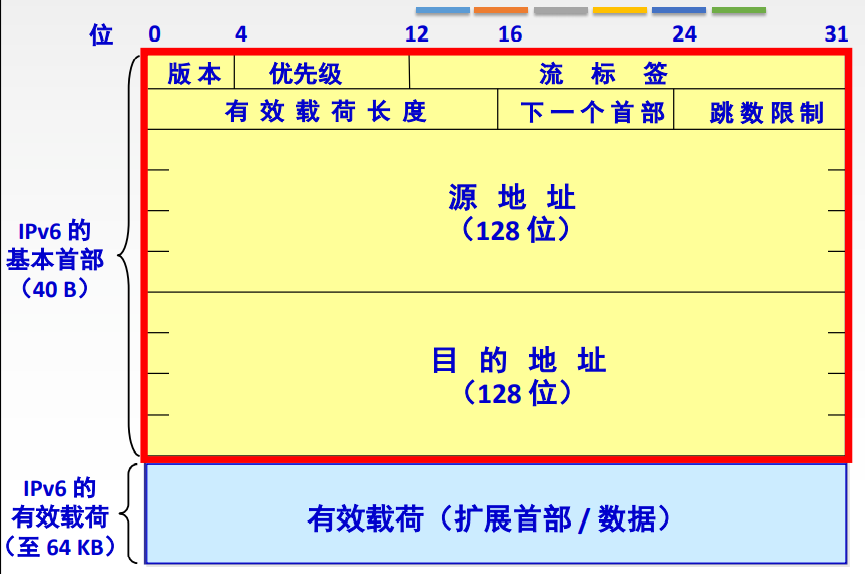 位 0 4 12 16 24 31
版本 优先级 流标签
有效载荷长度 下一个首部 跳数限制
源地址
（128 位）
IPv6 的
基本首部
（40 B）
目的地址
（128 位）
IPv6 的
有效载荷
（至 64 KB）
有效载荷（扩展首部 / 数据）